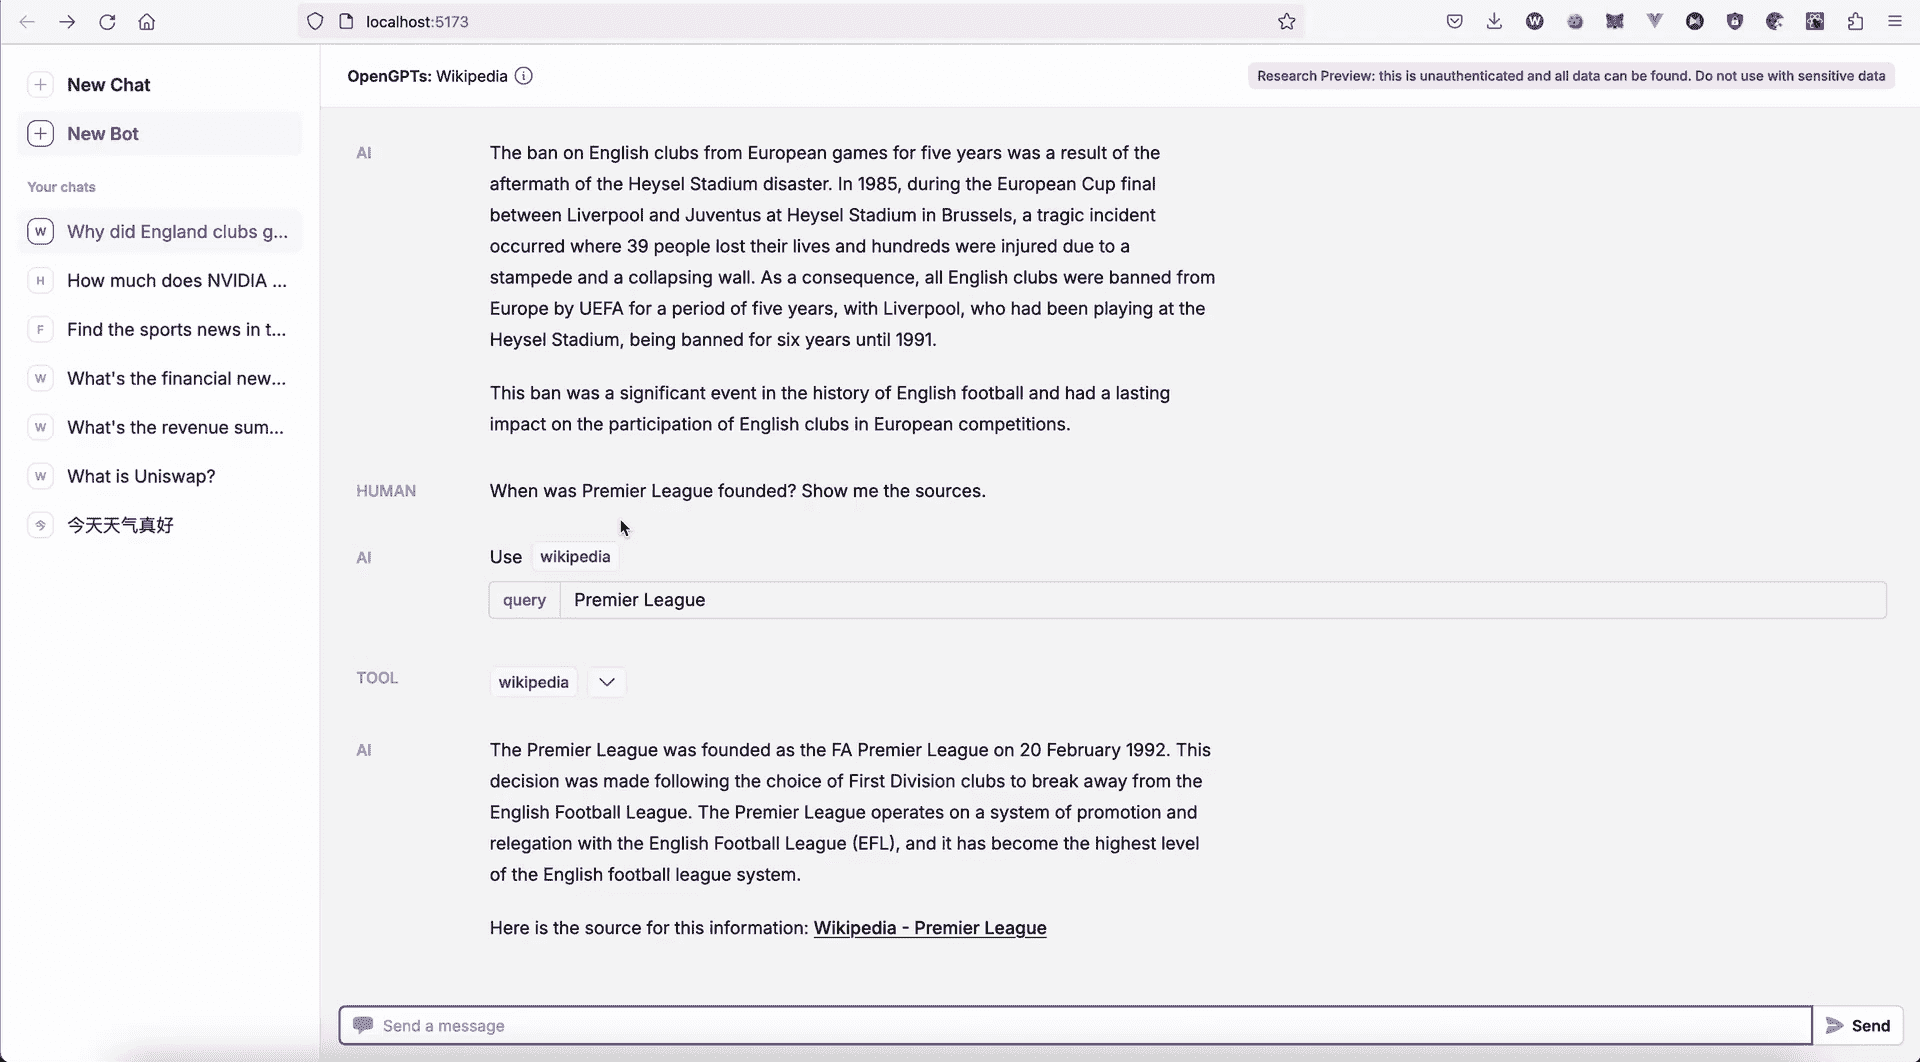 localhost:5173
New Chat
New Bot
Your chats
W Why did England clubs g...
H How much does NVIDIA ...
F Find the sports news in t...
W What's the financial new...
W What's the revenue sum...
W What is Uniswap?
今 今天天气真好
OpenGPTs: Wikipedia
Research Preview: this is unauthenticated and all data can be found. Do not use with sensitive data
AI
The ban on English clubs from European games for five years was a result of the
aftermath of the Heysel Stadium disaster. In 1985, during the European Cup final
between Liverpool and Juventus at Heysel Stadium in Brussels, a tragic incident
occurred where 39 people lost their lives and hundreds were injured due to a
stampede and a collapsing wall. As a consequence, all English clubs were banned from
Europe by UEFA for a period of five years, with Liverpool, who had been playing at the
Heysel Stadium, being banned for six years until 1991.
This ban was a significant event in the history of English football and had a lasting
impact on the participation of English clubs in European competitions.
HUMAN
When was Premier League founded? Show me the sources.
AI
Use wikipedia
query Premier League
TOOL
wikipedia
AI
The Premier League was founded as the FA Premier League on 20 February 1992. This
decision was made following the choice of First Division clubs to break away from the
English Football League. The Premier League operates on a system of promotion and
relegation with the English Football League (EFL), and it has become the highest level
of the English football league system.
Here is the source for this information: Wikipedia - Premier League
Send a message
Send